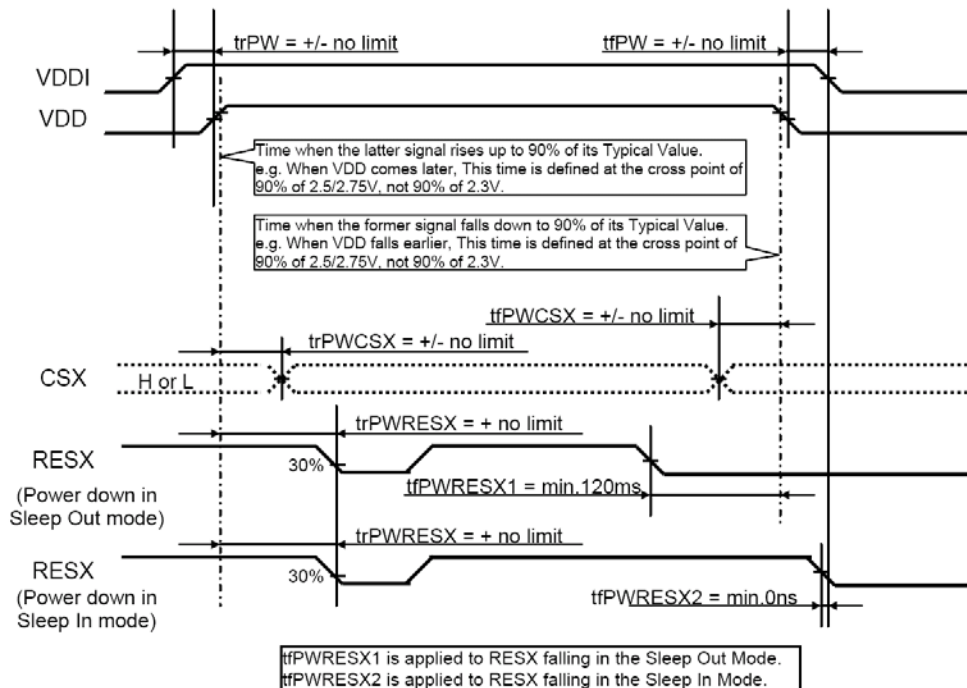 trPW = +/- no limit
tfPW = +/- no limit
VDDI
VDD
Time when the latter signal rises up to 90% of its Typical Value.
e.g. When VDD comes later, This time is defined at the cross point of
90% of 2.5/2.75V, not 90% of 2.3V.
Time when the former signal falls down to 90% of its Typical Value.
e.g. When VDD falls earlier, This time is defined at the cross point of
90% of 2.5/2.75V, not 90% of 2.3V.
tfPWCSX = +/- no limit
trPWCSX = +/- no limit
CSX
H or L
trPWRESX = + no limit
RESX
30%
(Power down in
Sleep Out mode)
tfPWRESX1 = min.120ms
trPWRESX = + no limit
RESX
30%
(Power down in
Sleep In mode)
tfPWRESX2 = min.0ns
tfPWRESX1 is applied to RESX falling in the Sleep Out Mode.
tfPWRESX2 is applied to RESX falling in the Sleep In Mode.